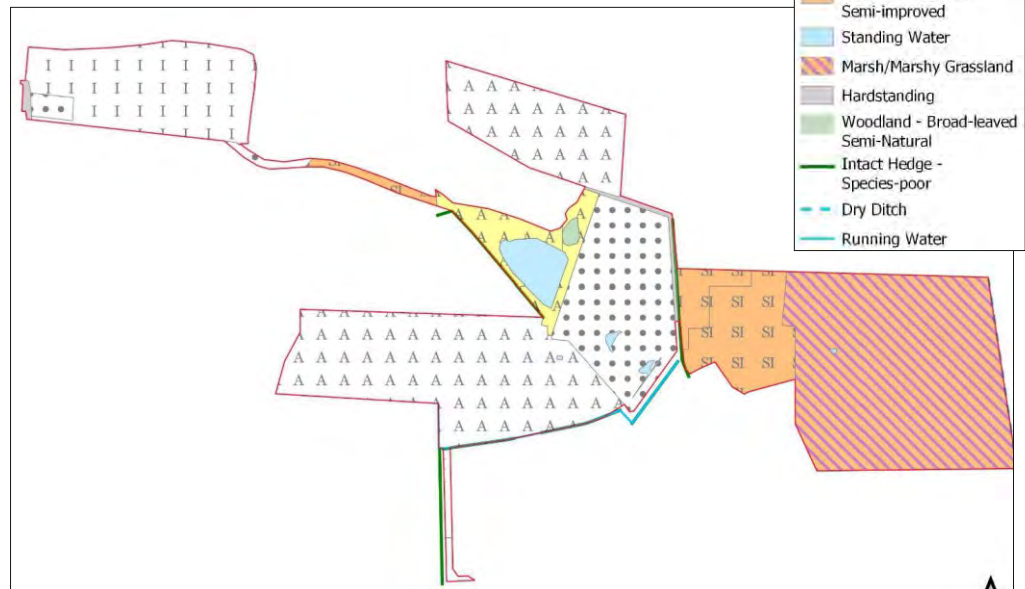 Semi-improved
Standing Water
Marsh/Marshy Grassland
Hardstanding
Woodland - Broad-leaved
Semi-Natural
Intact Hedge -
Species-poor
Dry Ditch
Running Water